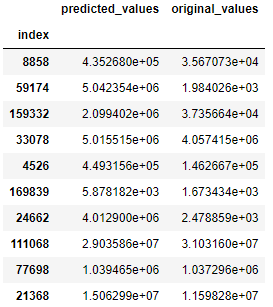 predicted_values original_values
index
8858 4.352680e+05 3.567073e+04
59174 5.042354e+06 1.984026e+03
159332 2.099402e+06 3.735664e+04
33078 5.015515e+06 4.057415e+06
4526 4.493156e+05 1.462667e+05
169839 5.878182e+03 1.673434e+03
24662 4.012900e+06 2.478859e+03
111068 2.903586e+07 3.103160e+07
77698 1.039465e+06 1.037296e+06
21368 1.506299e+07 1.159828e+07